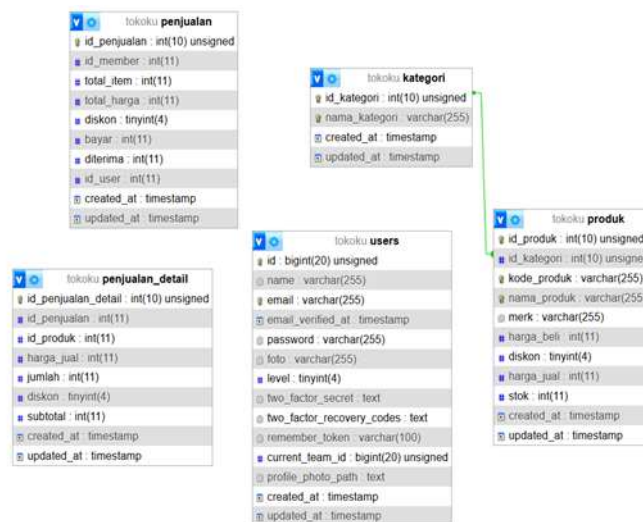 tokoku penjualan
id_penjualan : int(10) unsigned
id_member : int(11)
total_item : int(11)
total_harga : int(11)
diskon : tinyint(4)
bayar : int(11)
diterima : int(11)
id_user : int(11)
created_at : timestamp
updated_at : timestamp
tokoku kategori
id_kategori : int(10) unsigned
nama_kategori : varchar(255)
created_at : timestamp
updated_at : timestamp
tokoku produk
id_produk : int(10) unsigned
id_kategori : int(10) unsigne
kode_produk : varchar(255)
nama_produk : varchar(255
merk : varchar(255)
harga_beli : int(11)
diskon : tinyint(4)
harga_jual : int(11)
stok : int(11)
created_at : timestamp
updated_at : timestamp
tokoku users
id : bigint(20) unsigned
name : varchar(255)
email : varchar(255)
email_verified_at : timestamp
password : varchar(255)
foto : varchar(255)
level : tinyint(4)
two_factor_secret : text
two_factor_recovery_codes : text
remember_token : varchar(100)
current_team_id : bigint(20) unsigned
profile_photo_path : text
created_at : timestamp
updated_at : timestamp
tokoku penjualan_detail
id_penjualan_detail : int(10) unsigned
id_penjualan : int(11)
id_produk : int(11)
harga_jual : int(11)
jumlah : int(11)
diskon : tinyint(4)
subtotal : int(11)
created_at : timestamp
updated_at : timestamp